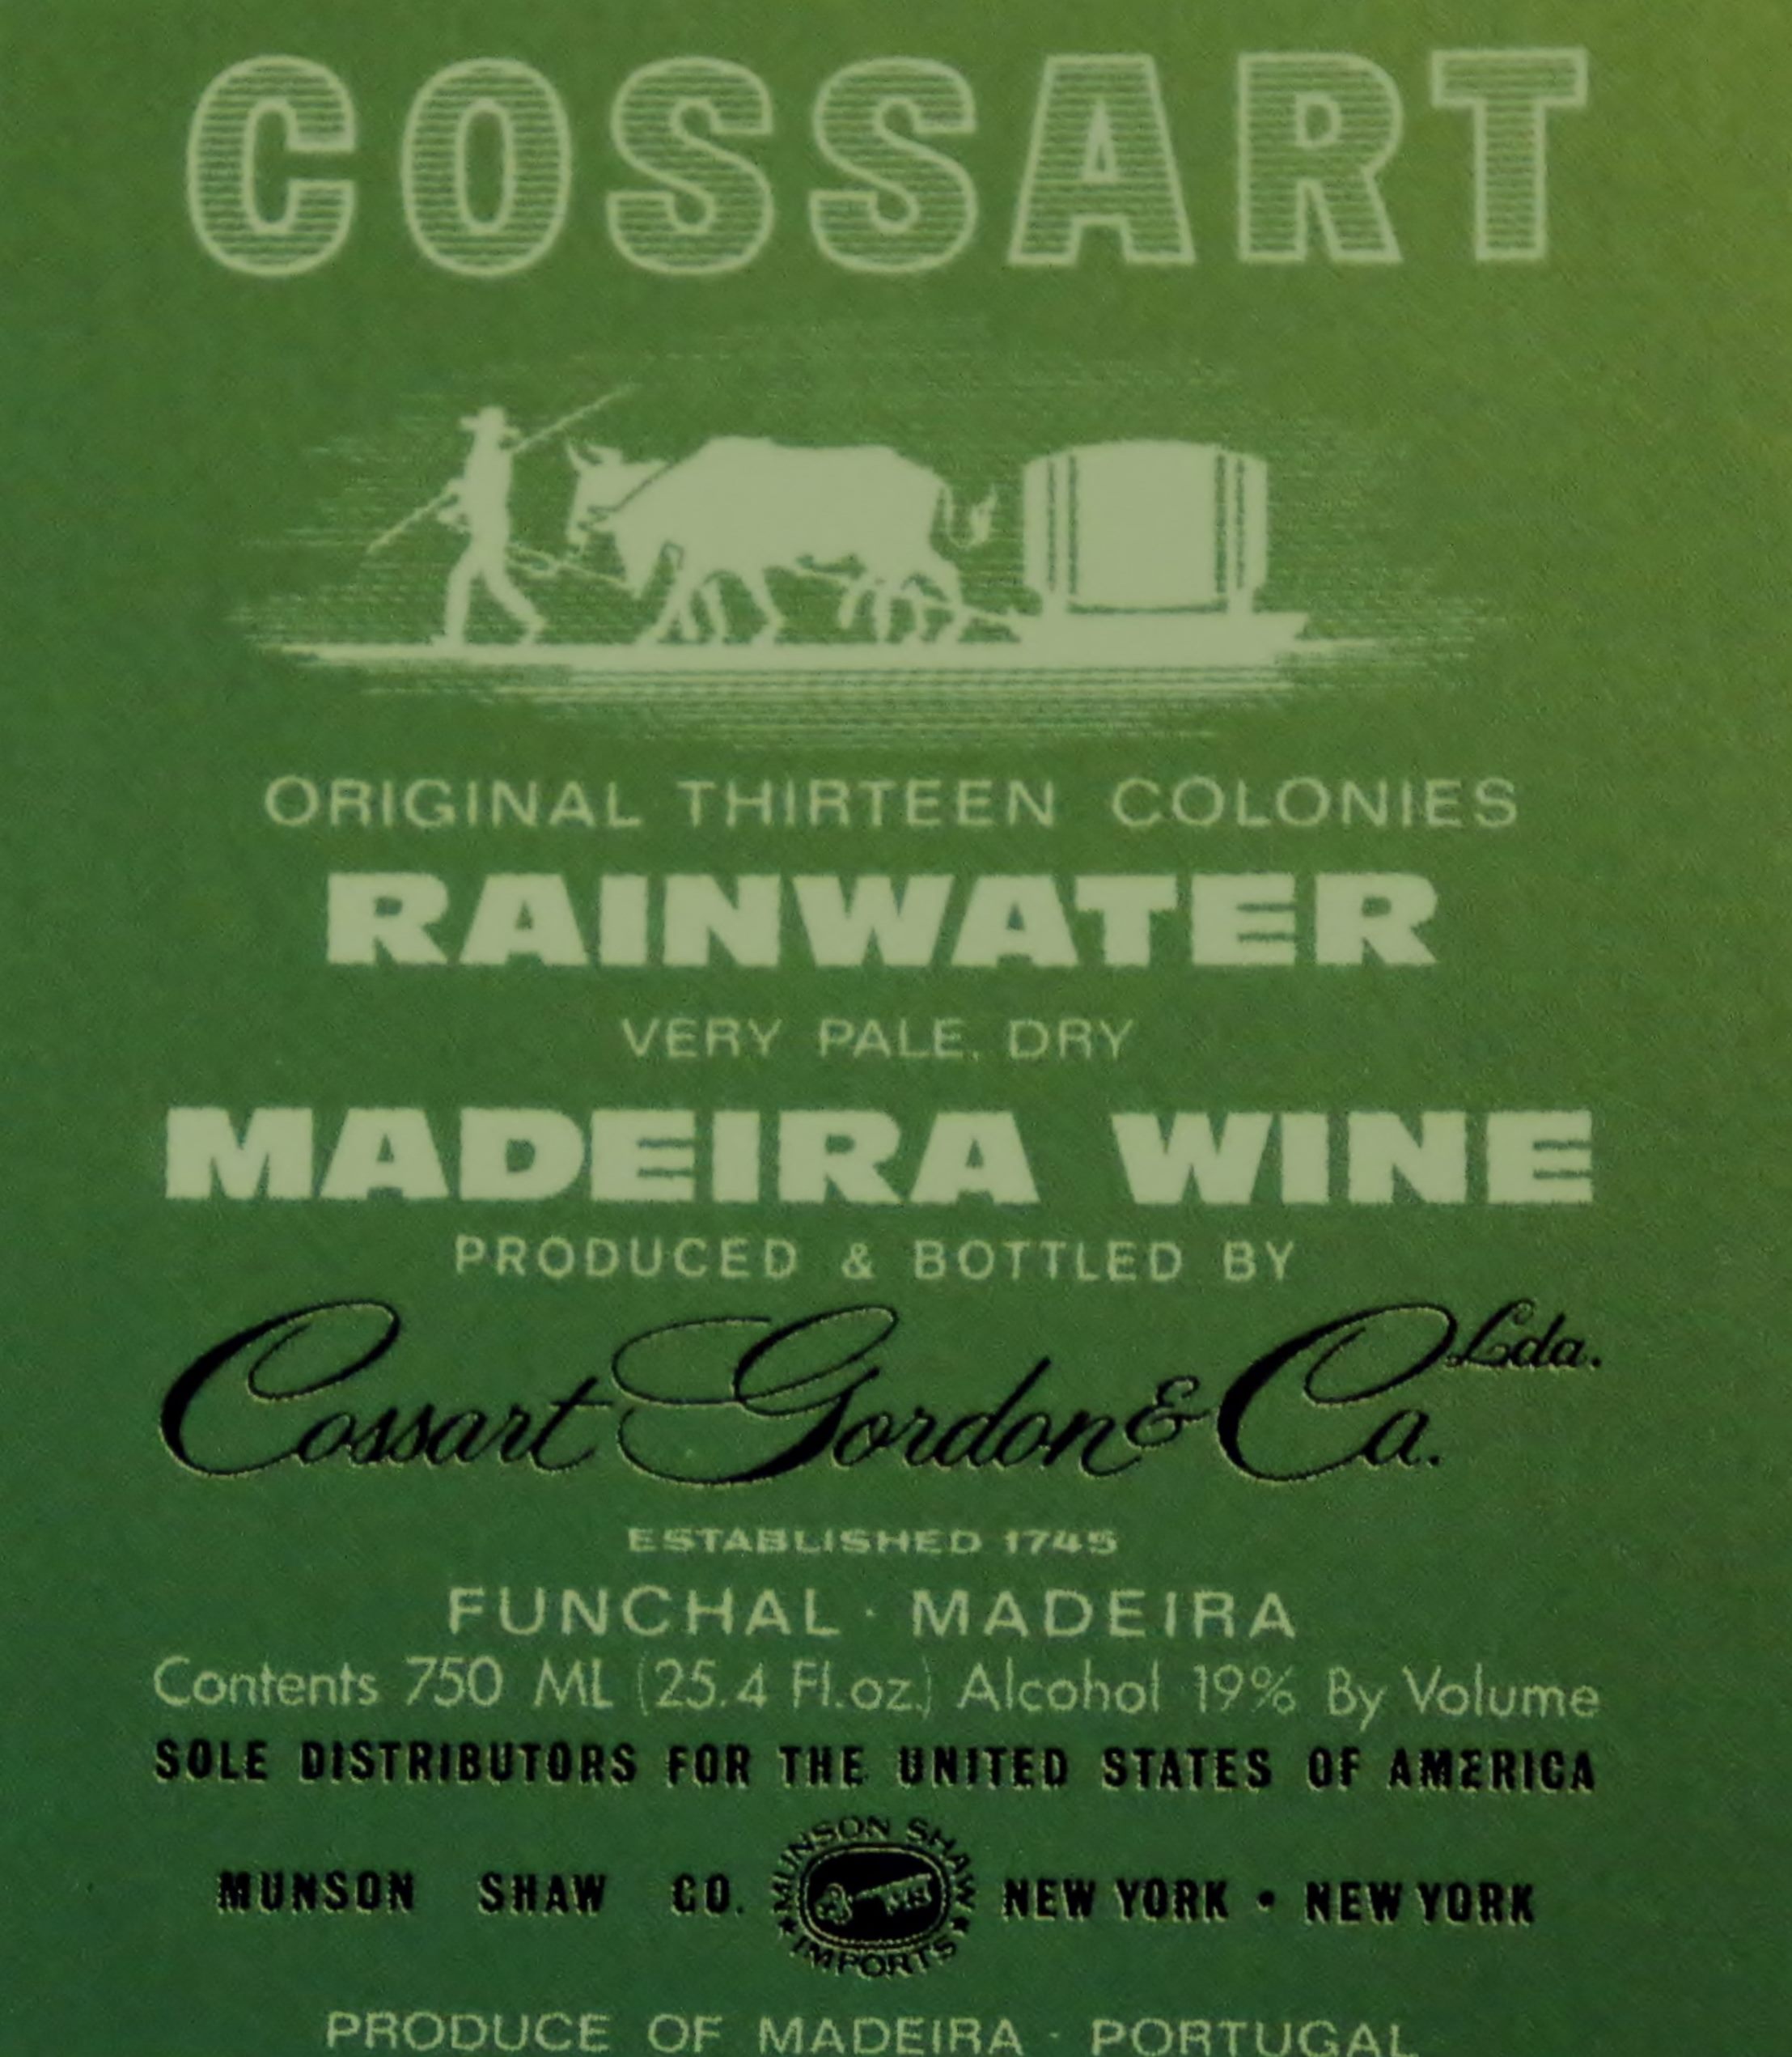 COSSART
ORIGINAL THIRTEEN COLONIES
RAINWATER
VERY PALE, DRY
MADEIRA WINE
PRODUCED & BOTTLED BY
Cossart Gordon & Ca. Lda.
ESTABLISHED 1745
FUNCHAL · MADEIRA
Contents 750 ML (25.4 Fl.oz.) Alcohol 19% By Volume
SOLE DISTRIBUTORS FOR THE UNITED STATES OF AMERICA
MUNSON SHAW CO. MUNSON SHAW IMPORTS NEW YORK • NEW YORK
PRODUCE OF MADEIRA · PORTUGAL